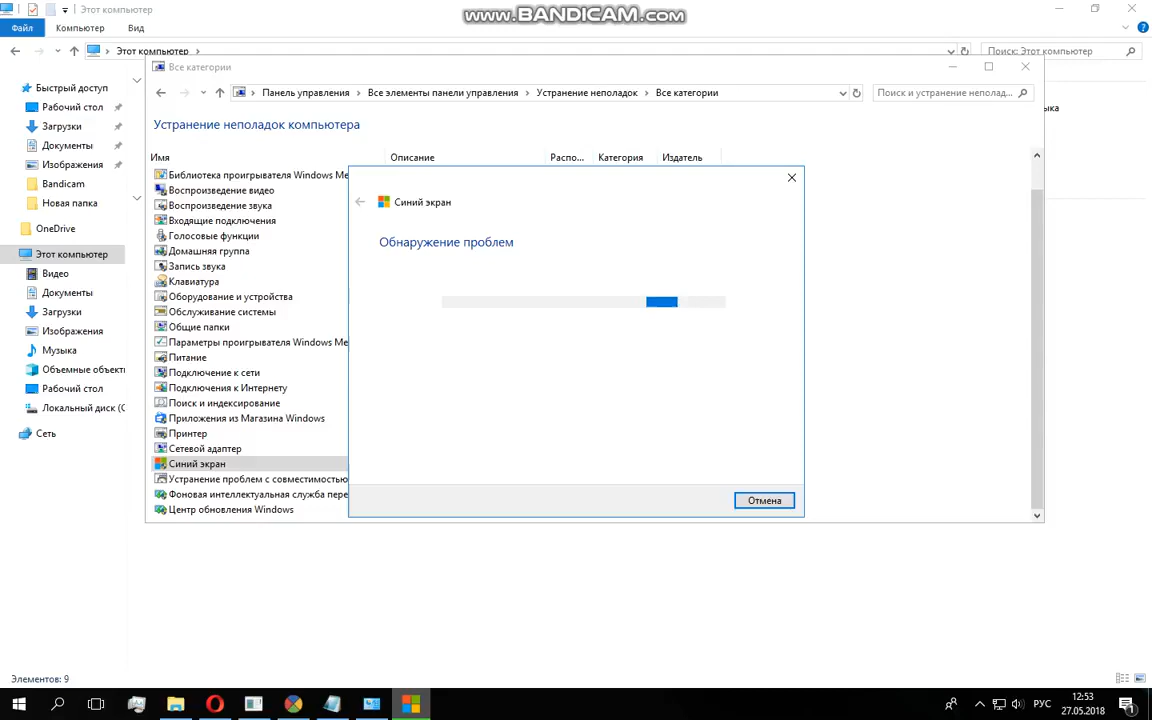 Этот компьютер
www.BANDICAM.com
Файл
Компьютер
Вид
Этот компьютер
Поиск: Этот компьютер
Быстрый доступ
Рабочий стол
Загрузки
Документы
Изображения
Bandicam
Новая папка
OneDrive
Этот компьютер
Видео
Документы
Загрузки
Изображения
Музыка
Объемные объекть
Рабочий стол
Локальный диск (C
Сеть
Элементов: 9
Все категории
Панель управления
Все элементы панели управления
Устранение неполадок
Все категории
Поиск и устранение неполад...
Устранение неполадок компьютера
Имя
Описание
Распо...
Категория
Издатель
Библиотека проигрывателя Windows Me
Воспроизведение видео
Воспроизведение звука
Входящие подключения
Голосовые функции
Домашняя группа
Запись звука
Клавиатура
Оборудование и устройства
Обслуживание системы
Общие папки
Параметры проигрывателя Windows Me
Питание
Подключение к сети
Подключения к Интернету
Поиск и индексирование
Приложения из Магазина Windows
Принтер
Сетевой адаптер
Синий экран
Устранение проблем с совместимостью
Фоновая интеллектуальная служба пере
Центр обновления Windows
Синий экран
Обнаружение проблем
Отмена
ыка
РУС
12:53
27.05.2018
1